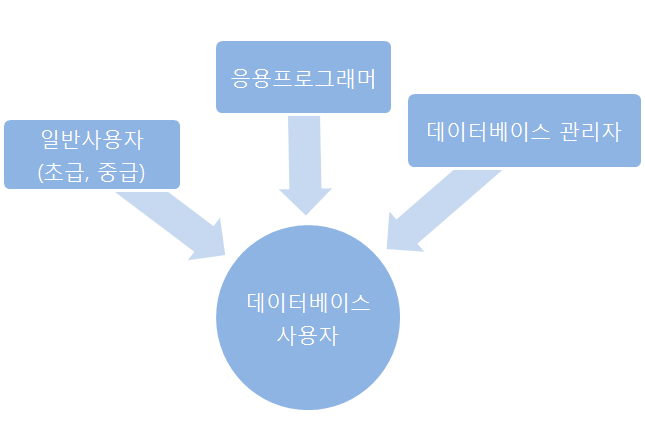 응용프로그래머
데이터베이스 관리자
일반사용자
(초급, 중급)
데이터베이스
사용자